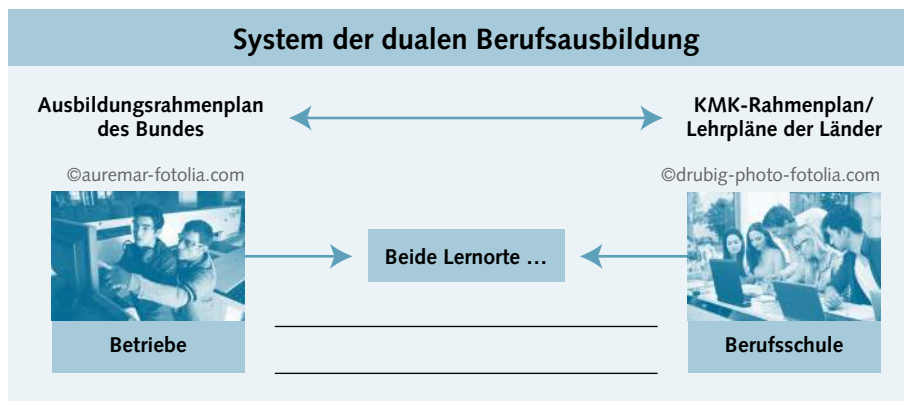 System der dualen Berufsausbildung
Ausbildungsrahmenplan
des Bundes
KMK-Rahmenplan/
Lehrpläne der Länder
©auremar-fotolia.com
©drubig-photo-fotolia.com
Beide Lernorte ...
Betriebe
Berufsschule